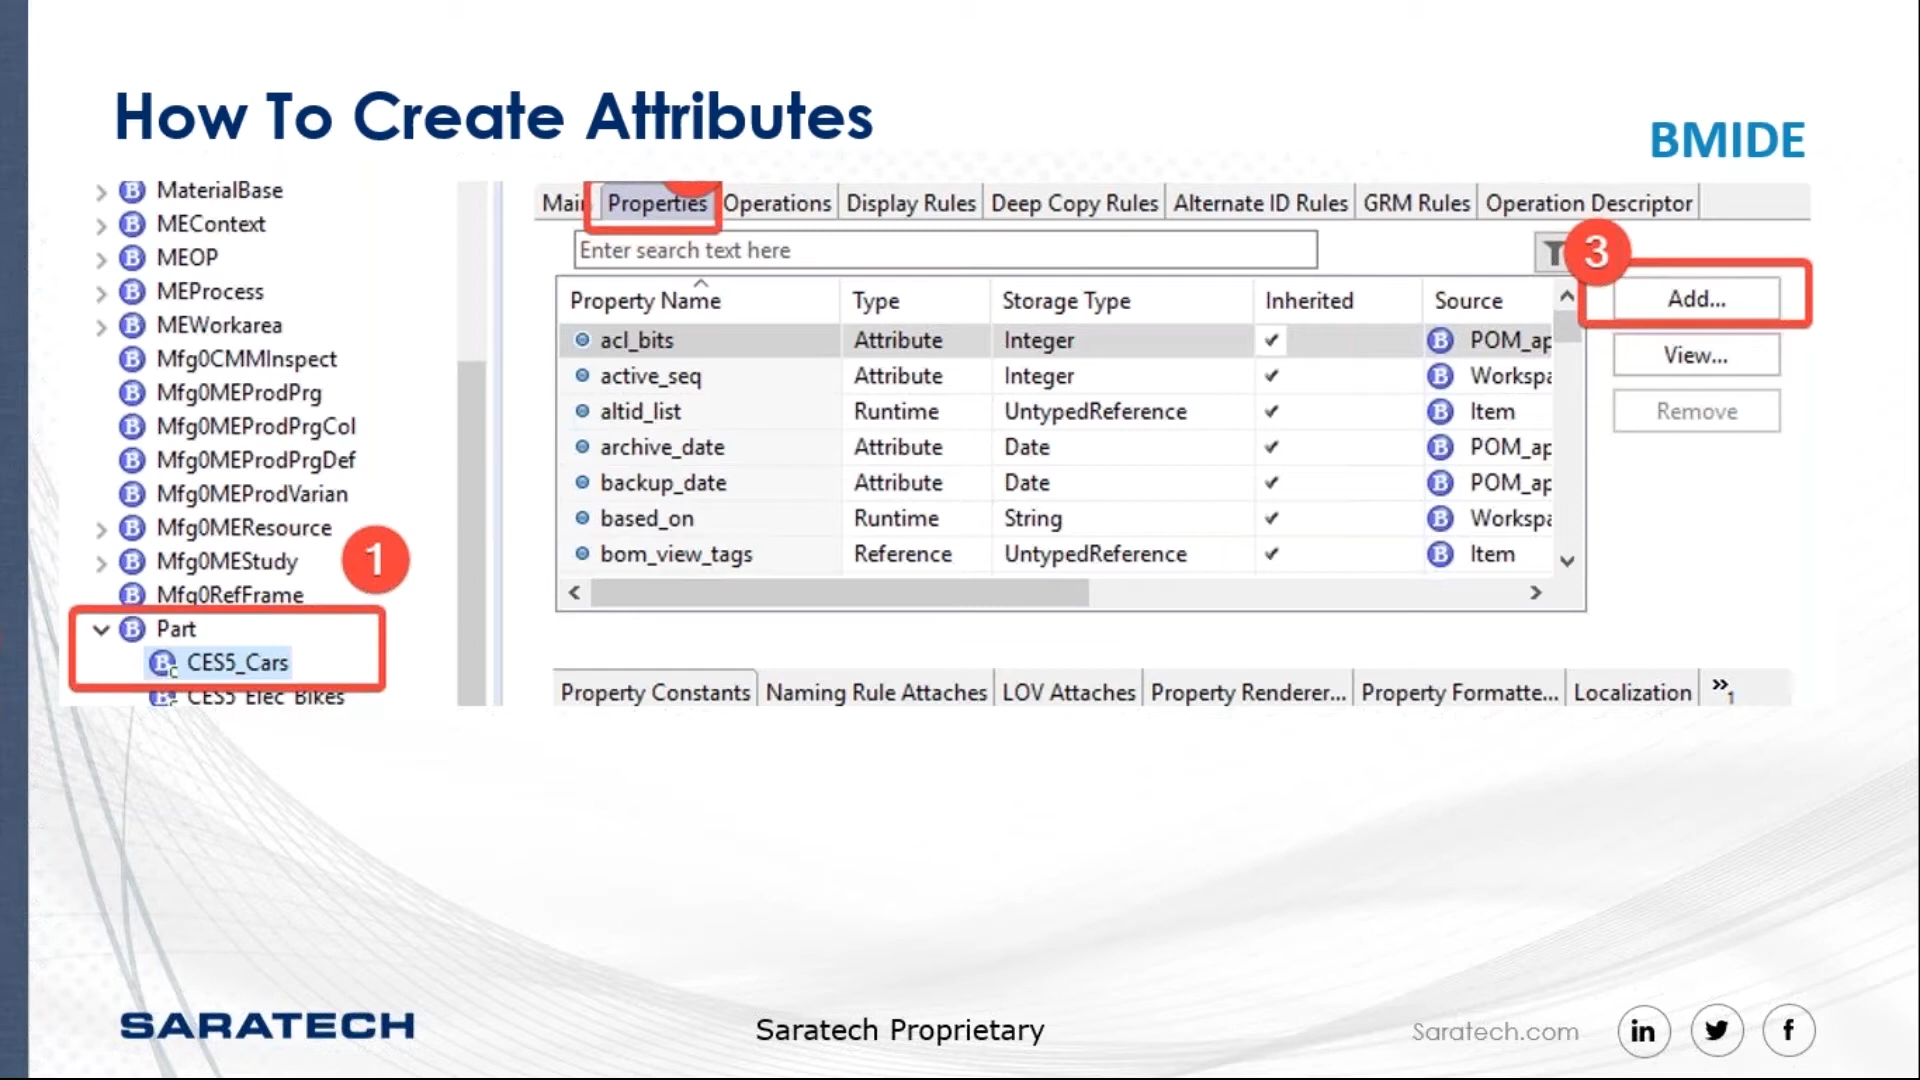 How To Create Attributes
BMIDE
MaterialBase
MEContext
MEOP
MEProcess
MEWorkarea
Mfg0CMMInspect
Mfg0MEProdPrg
Mfg0MEProdPrgCol
Mfg0MEProdPrgDef
Mfg0MEProdVarian
Mfg0MEResource
Mfg0MEStudy
1
Mfg0RefFrame
Part
CES5_Cars
CES5_Elec_Bikes
Main Properties Operations Display Rules Deep Copy Rules Alternate ID Rules GRM Rules Operation Descriptor
Enter search text here
3
Property Name Type Storage Type Inherited Source
acl_bits Attribute Integer POM_ap
active_seq Attribute Integer Workspa
altid_list Runtime UntypedReference Item
archive_date Attribute Date POM_ap
backup_date Attribute Date POM_ap
based_on Runtime String Workspa
bom_view_tags Reference UntypedReference Item
Add...
View...
Remove
Property Constants Naming Rule Attaches LOV Attaches Property Renderer... Property Formatte... Localization »1
SARATECH
Saratech Proprietary
Saratech.com
in
f